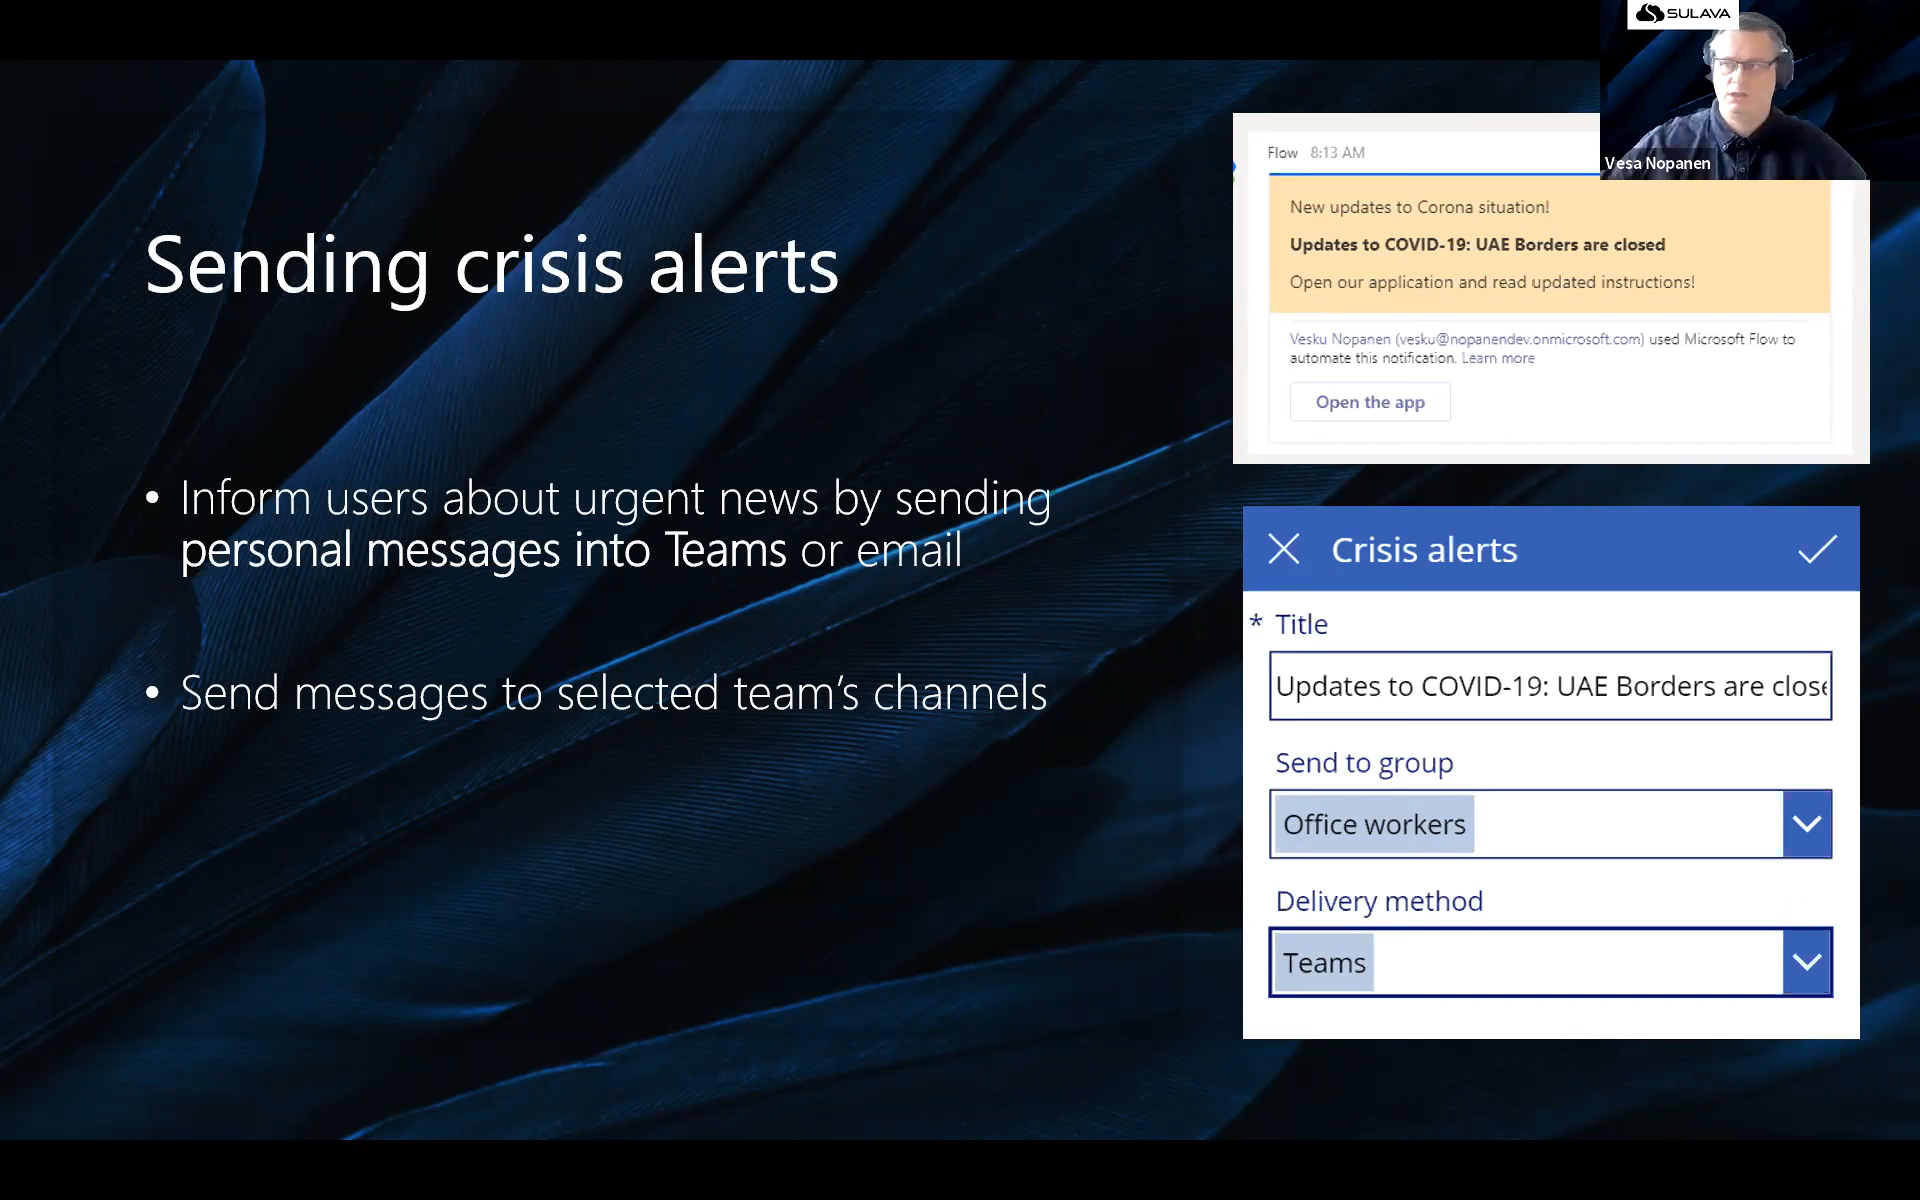 SULAVA
Vesa Nopanen
Sending crisis alerts
• Inform users about urgent news by sending
personal messages into Teams or email
• Send messages to selected team’s channels
Flow 8:13 AM
New updates to Corona situation!
Updates to COVID-19: UAE Borders are closed
Open our application and read updated instructions!
Vesku Nopanen (vesku@nopanendev.onmicrosoft.com) used Microsoft Flow to
automate this notification. Learn more
Open the app
Crisis alerts
* Title
Updates to COVID-19: UAE Borders are close
Send to group
Office workers
Delivery method
Teams